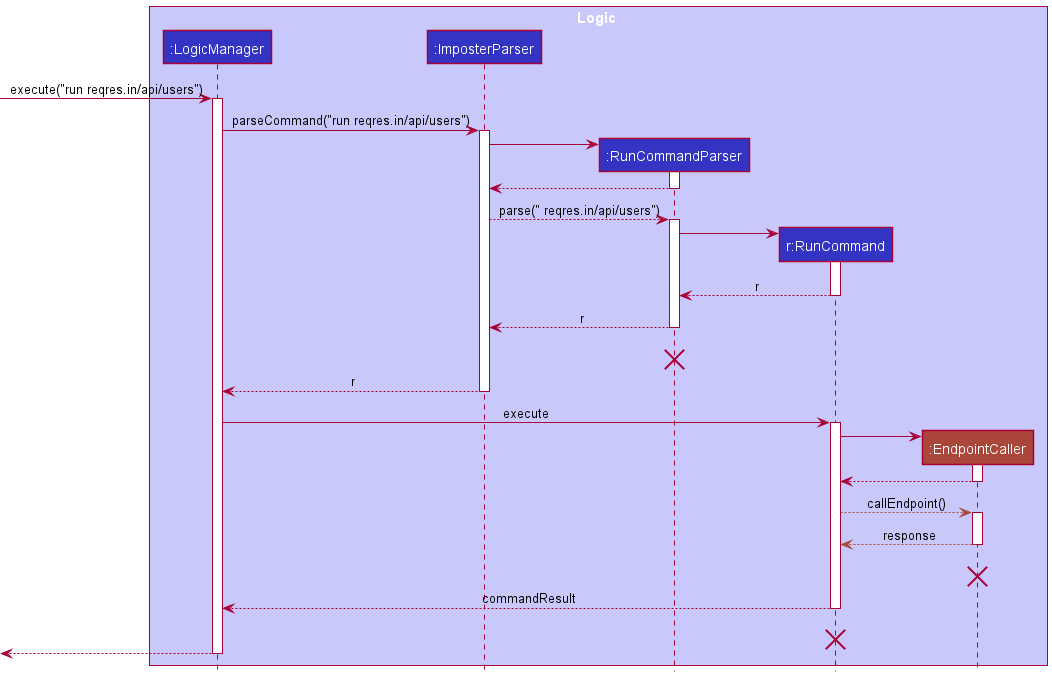 Logic
:LogicManager
:ImposterParser
execute("run reqres.in/api/users")
parseCommand("run reqres.in/api/users")
:RunCommandParser
parse(" reqres.in/api/users")
r:RunCommand
r
r
r
execute
:EndpointCaller
callEndpoint()
response
commandResult